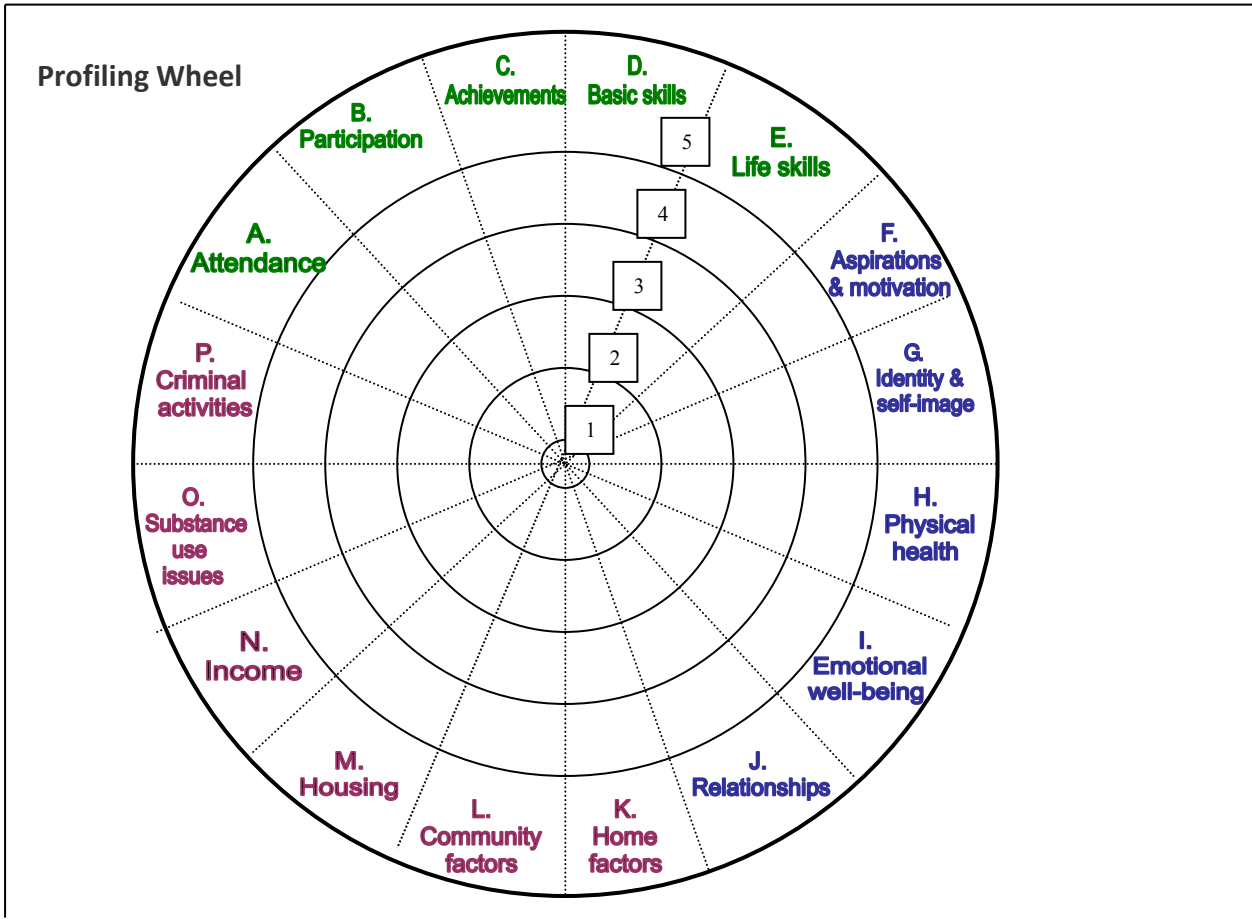 Profiling Wheel
A.
Attendance
B.
Participation
C.
Achievements
D.
Basic skills
E.
Life skills
F.
Aspirations
& motivation
G.
Identity &
self-image
H.
Physical
health
I.
Emotional
well-being
J.
Relationships
K.
Home
factors
L.
Community
factors
M.
Housing
N.
Income
O.
Substance
use
issues
P.
Criminal
activities
5
4
3
2
1